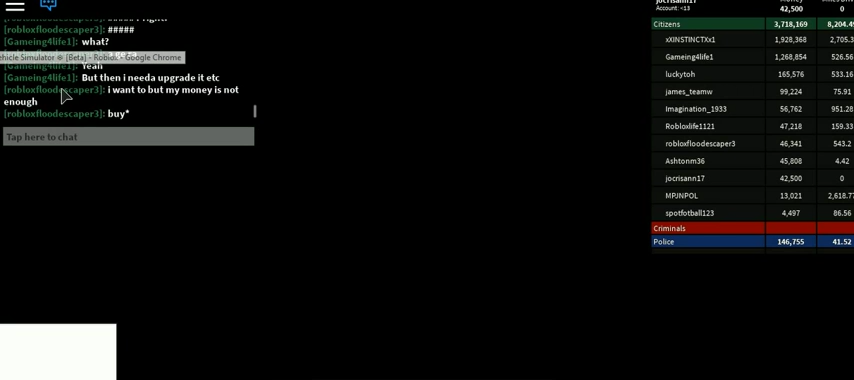 [robloxfloodescaper3]: #####
[Gameing4life1]: what?
ehicle Simulator ※ [Beta] - Roblox - Google Chrome
[Gameing4life1]: Yeah
[Gameing4life1]: But then i needa upgrade it etc
[robloxfloodescaper3]: i want to but my money is not
enough
[robloxfloodescaper3]: buy*
Tap here to chat
jocrisann17
Account: <13 42,500 0
Citizens 3,718,169 8,204.4
xXINSTINCTXx1 1,928,368 2,705.3
Gameing4life1 1,268,854 526.56
luckytoh 165,576 533.16
james_teamw 99,224 75.91
Imagination_1933 56,762 951.28
Robloxlife1121 47,218 159.33
robloxfloodescaper3 46,341 543.2
Ashtonm36 45,808 4.42
jocrisann17 42,500 0
MPJNPOL 13,021 2,618.77
spotfotball123 4,497 86.56
Criminals
Police 146,755 41.52